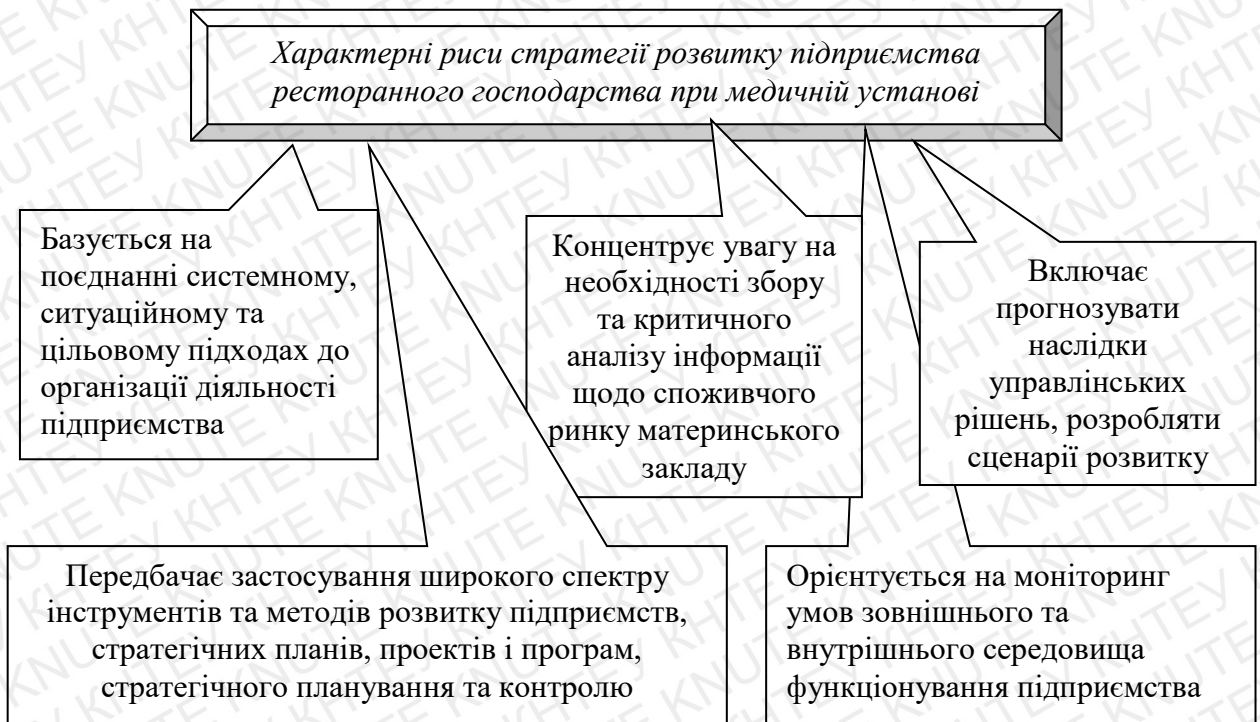 Характерні риси стратегії розвитку підприємства
ресторанного господарства при медичній установі
Базується на
поєднанні системному,
ситуаційному та
цільовому підходах до
організації діяльності
підприємства
Концентрує увагу на
необхідності збору
та критичного
аналізу інформації
щодо споживчого
ринку материнського
закладу
Включає
прогнозувати
наслідки
управлінських
рішень, розробляти
сценарії розвитку
Передбачає застосування широкого спектру
інструментів та методів розвитку підприємств,
стратегічних планів, проектів і програм,
стратегічного планування та контролю
Орієнтується на моніторинг
умов зовнішнього та
внутрішнього середовища
функціонування підприємства